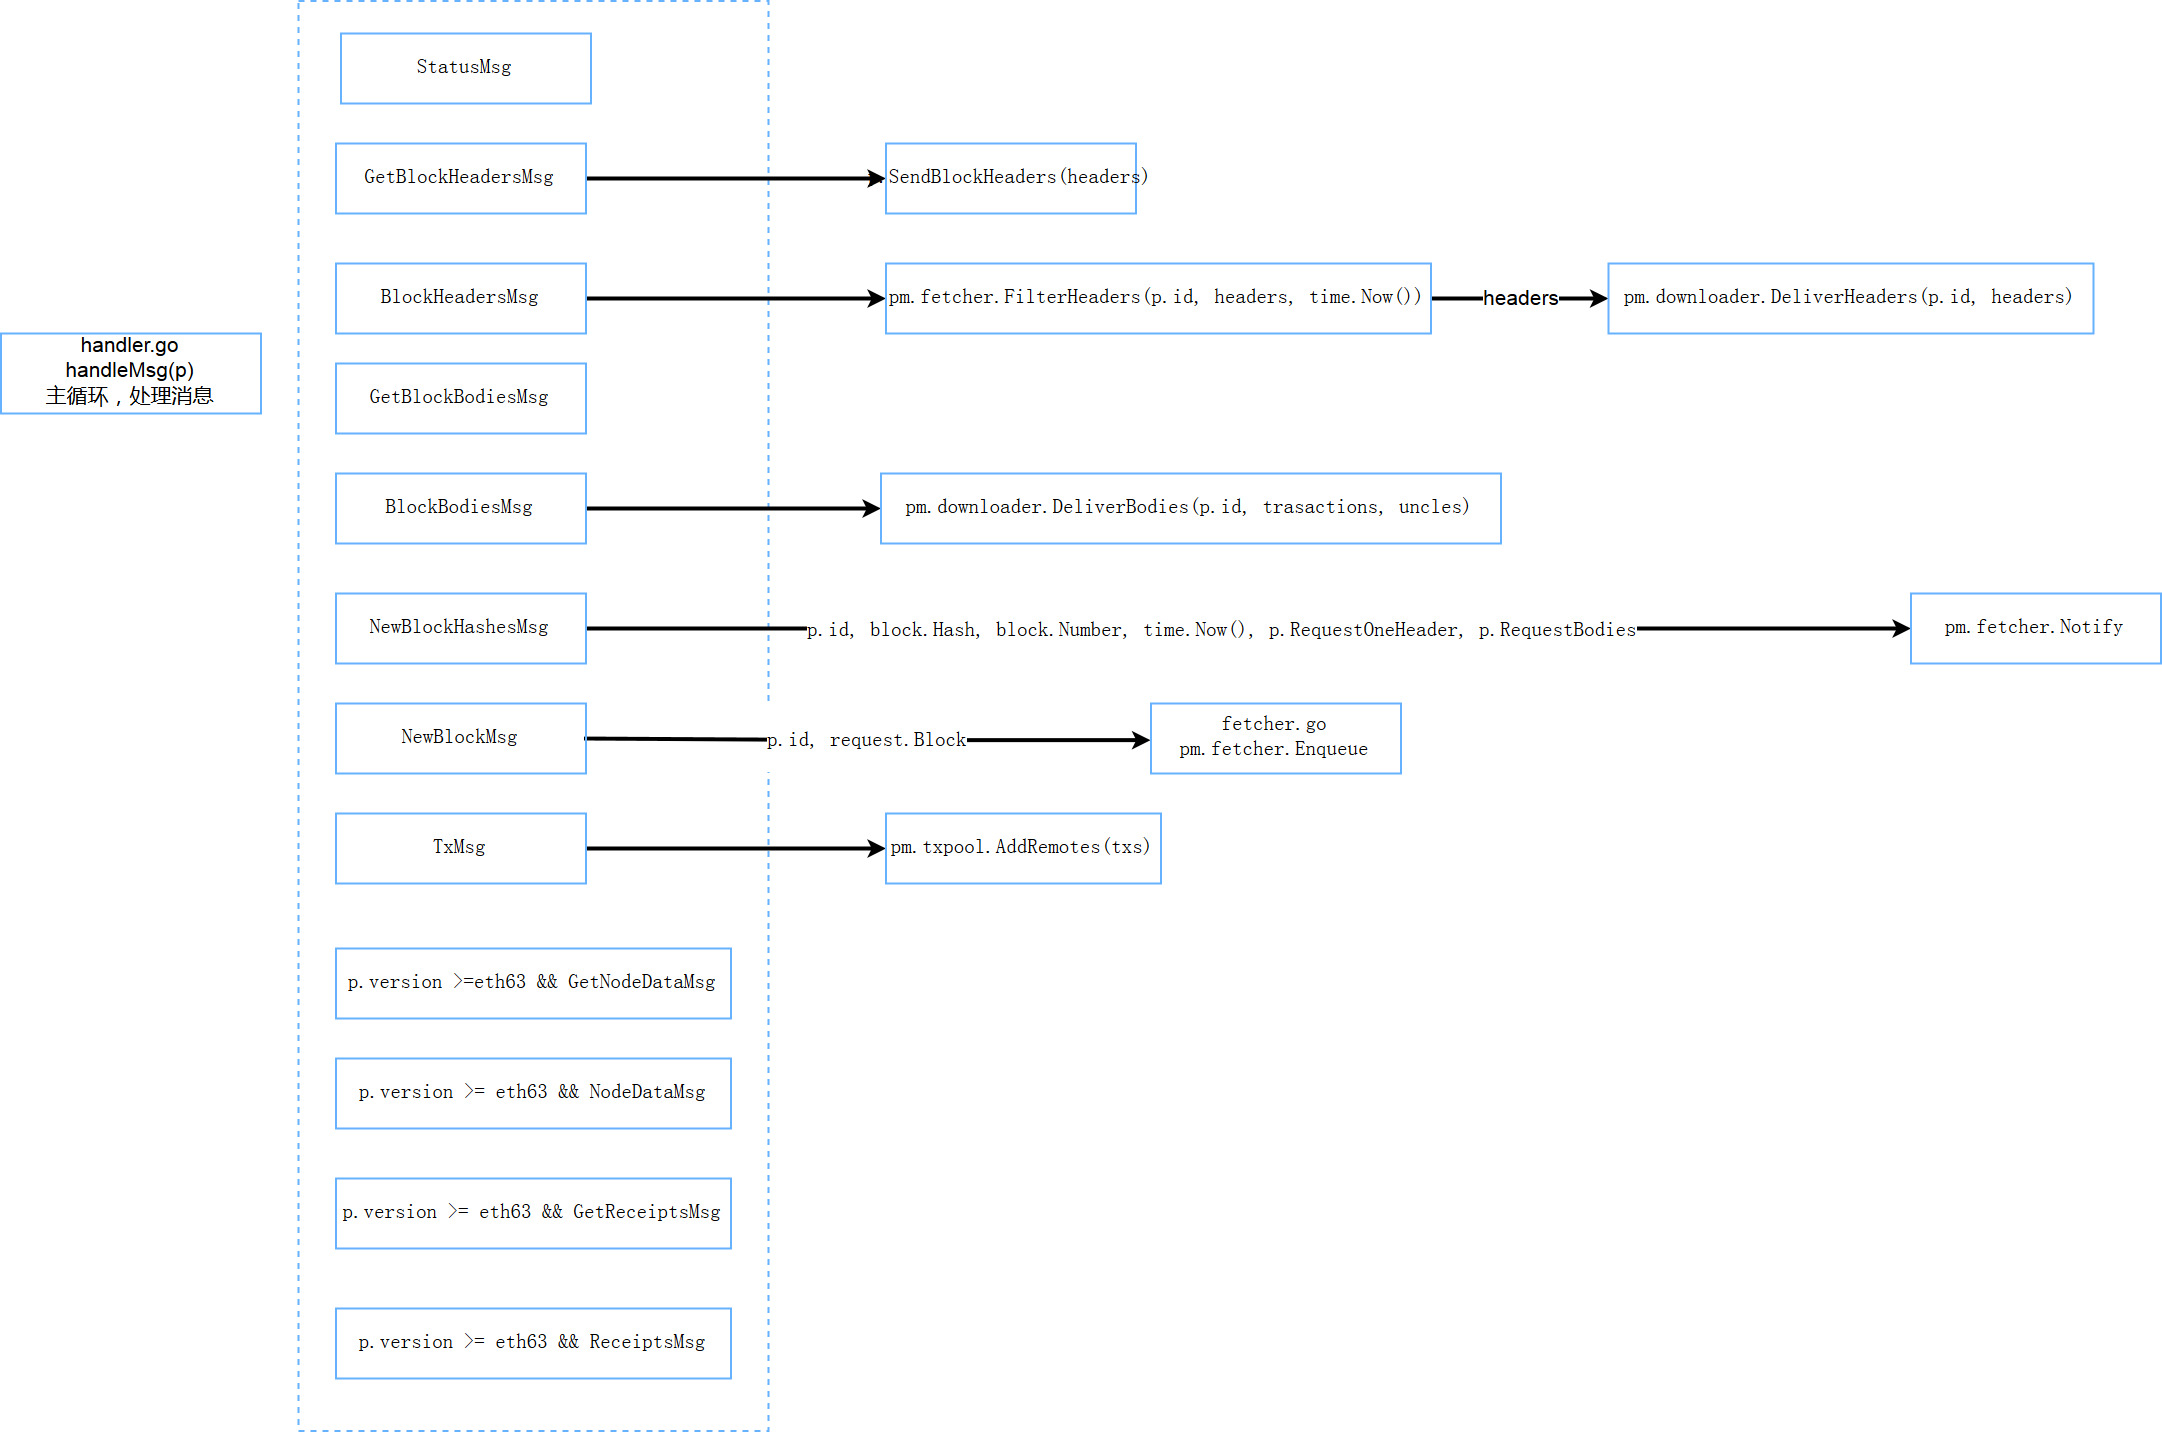 StatusMsg
GetBlockHeadersMsg
SendBlockHeaders(headers)
BlockHeadersMsg
pm.fetcher.FilterHeaders(p.id, headers, time.Now())
headers
pm.downloader.DeliverHeaders(p.id, headers)
handler.go
handleMsg(p)
主循环，处理消息
GetBlockBodiesMsg
BlockBodiesMsg
pm.downloader.DeliverBodies(p.id, trasactions, uncles)
NewBlockHashesMsg
p.id, block.Hash, block.Number, time.Now(), p.RequestOneHeader, p.RequestBodies
pm.fetcher.Notify
NewBlockMsg
p.id, request.Block
fetcher.go
pm.fetcher.Enqueue
TxMsg
pm.txpool.AddRemotes(txs)
p.version >=eth63 && GetNodeDataMsg
p.version >= eth63 && NodeDataMsg
p.version >= eth63 && GetReceiptsMsg
p.version >= eth63 && ReceiptsMsg